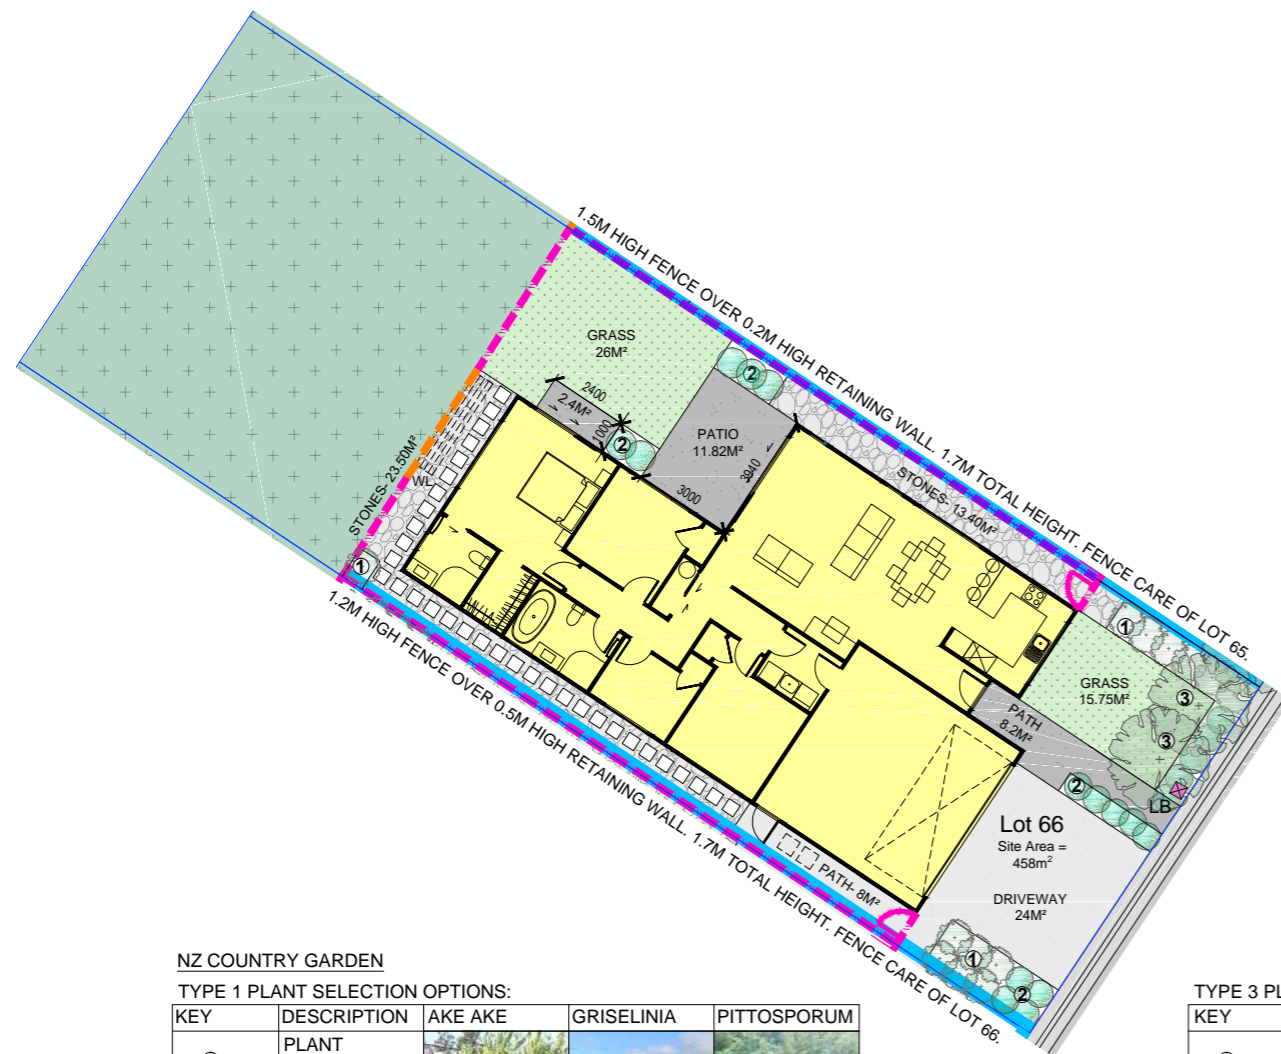 1.5M HIGH FENCE OVER 0.2M HIGH RETAINING WALL. 1.7M TOTAL HEIGHT. FENCE CARE OF LOT 65.
GRASS
26M²
2400
2.4M²
1000
②
②
PATIO
11.82M²
3940
3000
STONES- 13.40M²
STONES- 23.50M²
WL
①
1.2M HIGH FENCE OVER 0.5M HIGH RETAINING WALL. 1.7M TOTAL HEIGHT. FENCE CARE OF LOT 66.
①
GRASS
15.75M²
③
③
PATH
8.2M²
②
LB
Lot 66
Site Area =
458m²
DRIVEWAY
24M²
PATH- 8M²
①
②
NZ COUNTRY GARDEN
TYPE 1 PLANT SELECTION OPTIONS:
KEY DESCRIPTION AKE AKE GRISELINIA PITTOSPORUM
PLANT
TYPE 3 PL
KEY